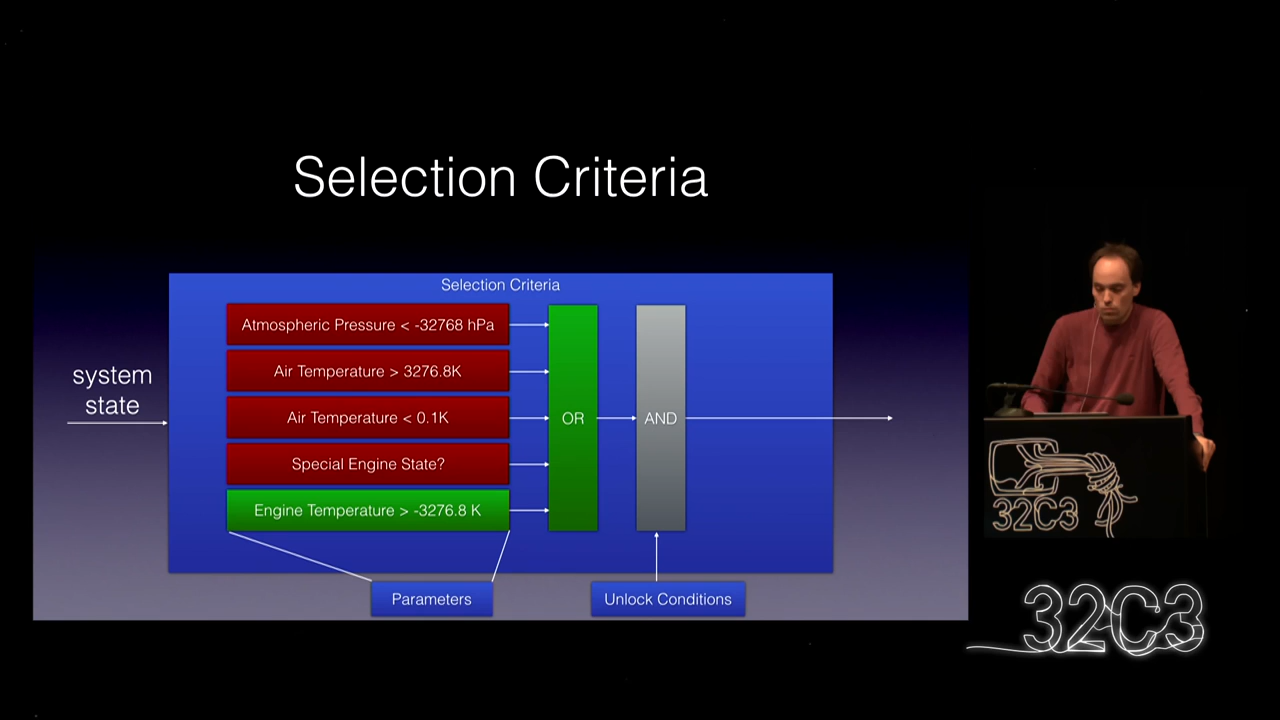 Selection Criteria
Selection Criteria
system
state
Atmospheric Pressure < -32768 hPa
Air Temperature > 3276.8K
Air Temperature < 0.1K
Special Engine State?
Engine Temperature > -3276.8 K
OR
AND
Parameters
Unlock Conditions
32C3
32C3